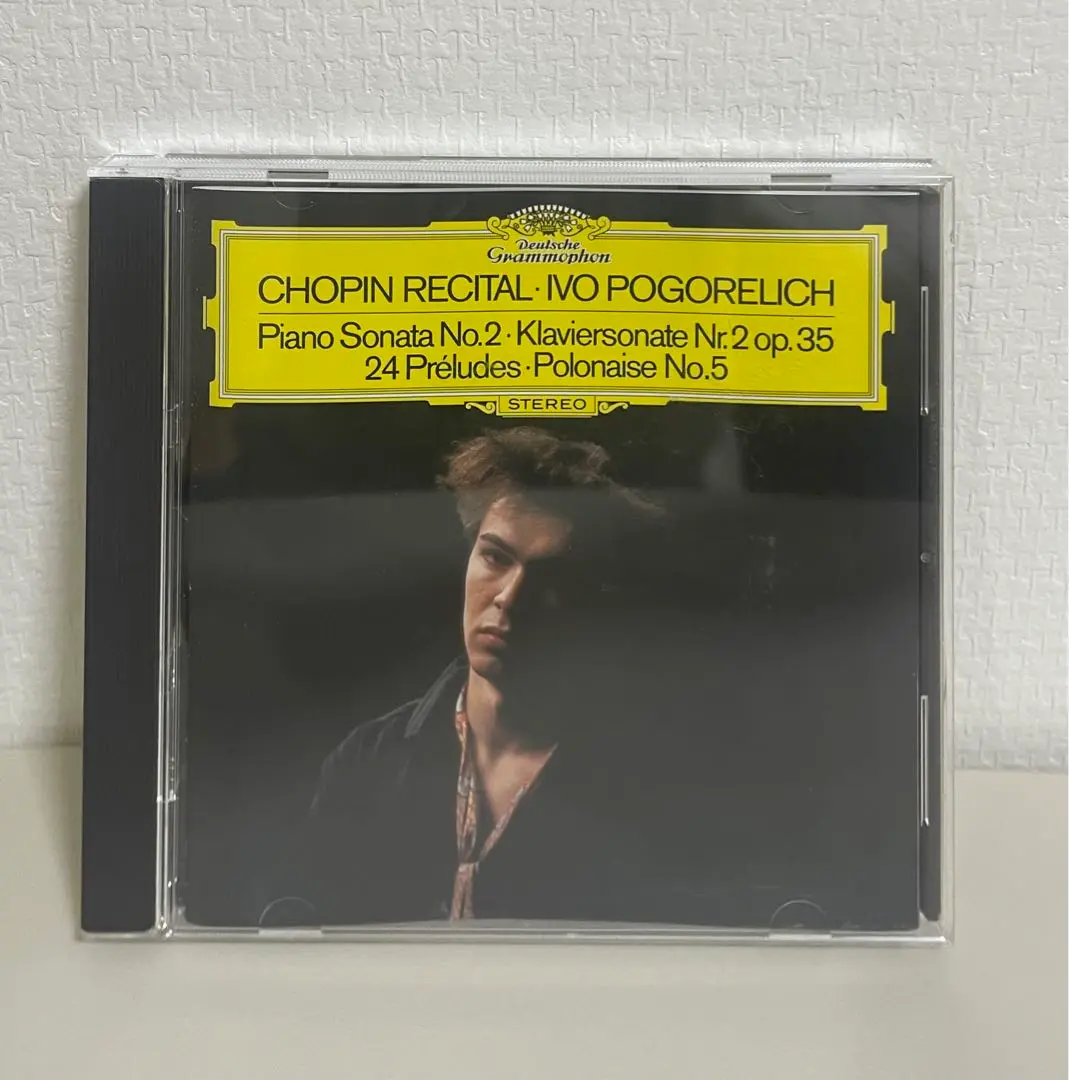 Deutsche
Grammophon
CHOPIN RECITAL · IVO POGORELICH
Piano Sonata No.2 · Klaviersonate Nr.2 op.35
24 Préludes · Polonaise No.5
STEREO